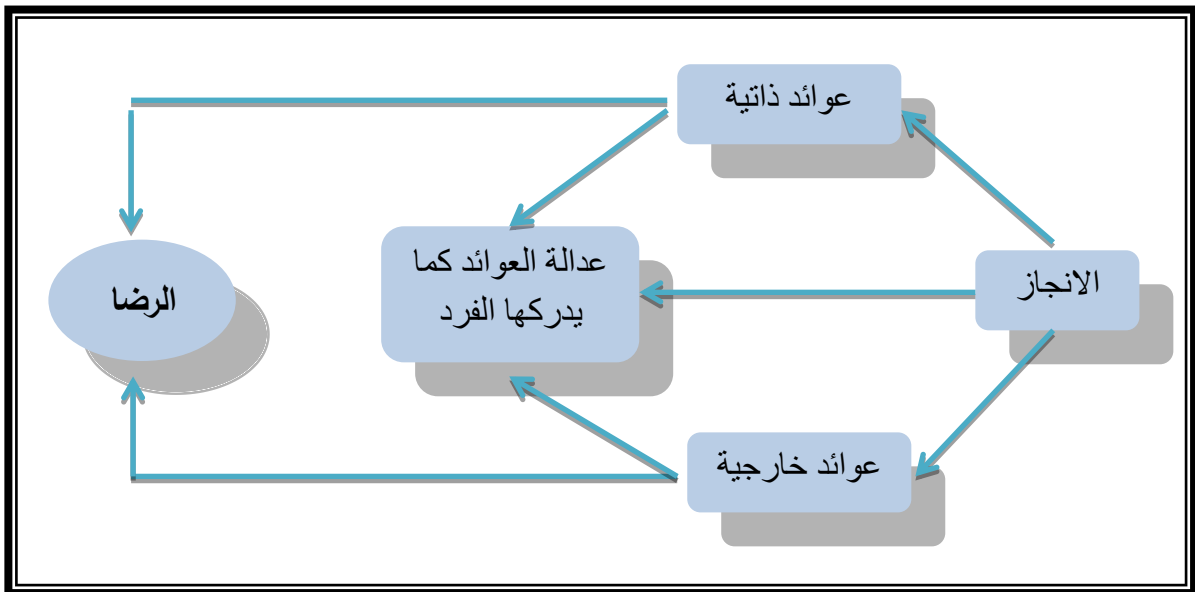 عوائد ذاتية
عدالة العوائد كما
يدركها الفرد
الانجاز
الرضا
عوائد خارجية